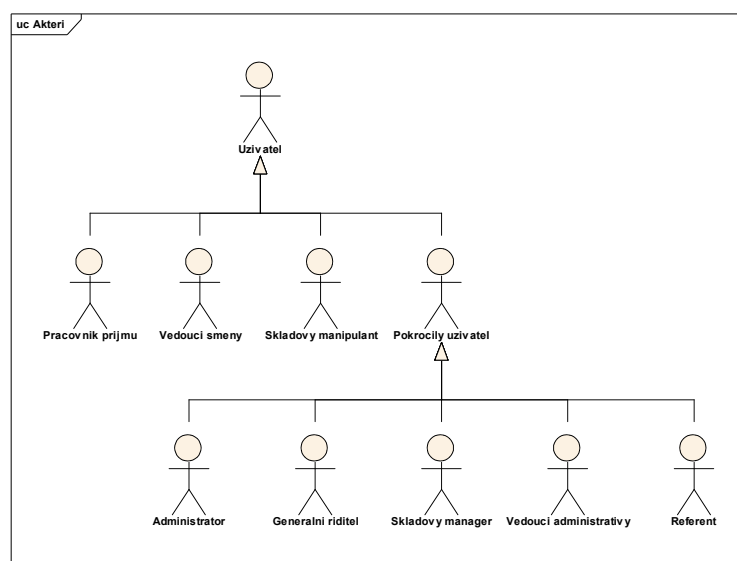 uc Akteri
Uzivatel
Pracovnik prijmu
Vedouci smeny
Skladovy manipulant
Pokrocily uzivatel
Administrator
Generalni riditel
Skladovy manager
Vedouci administrativy
Referent